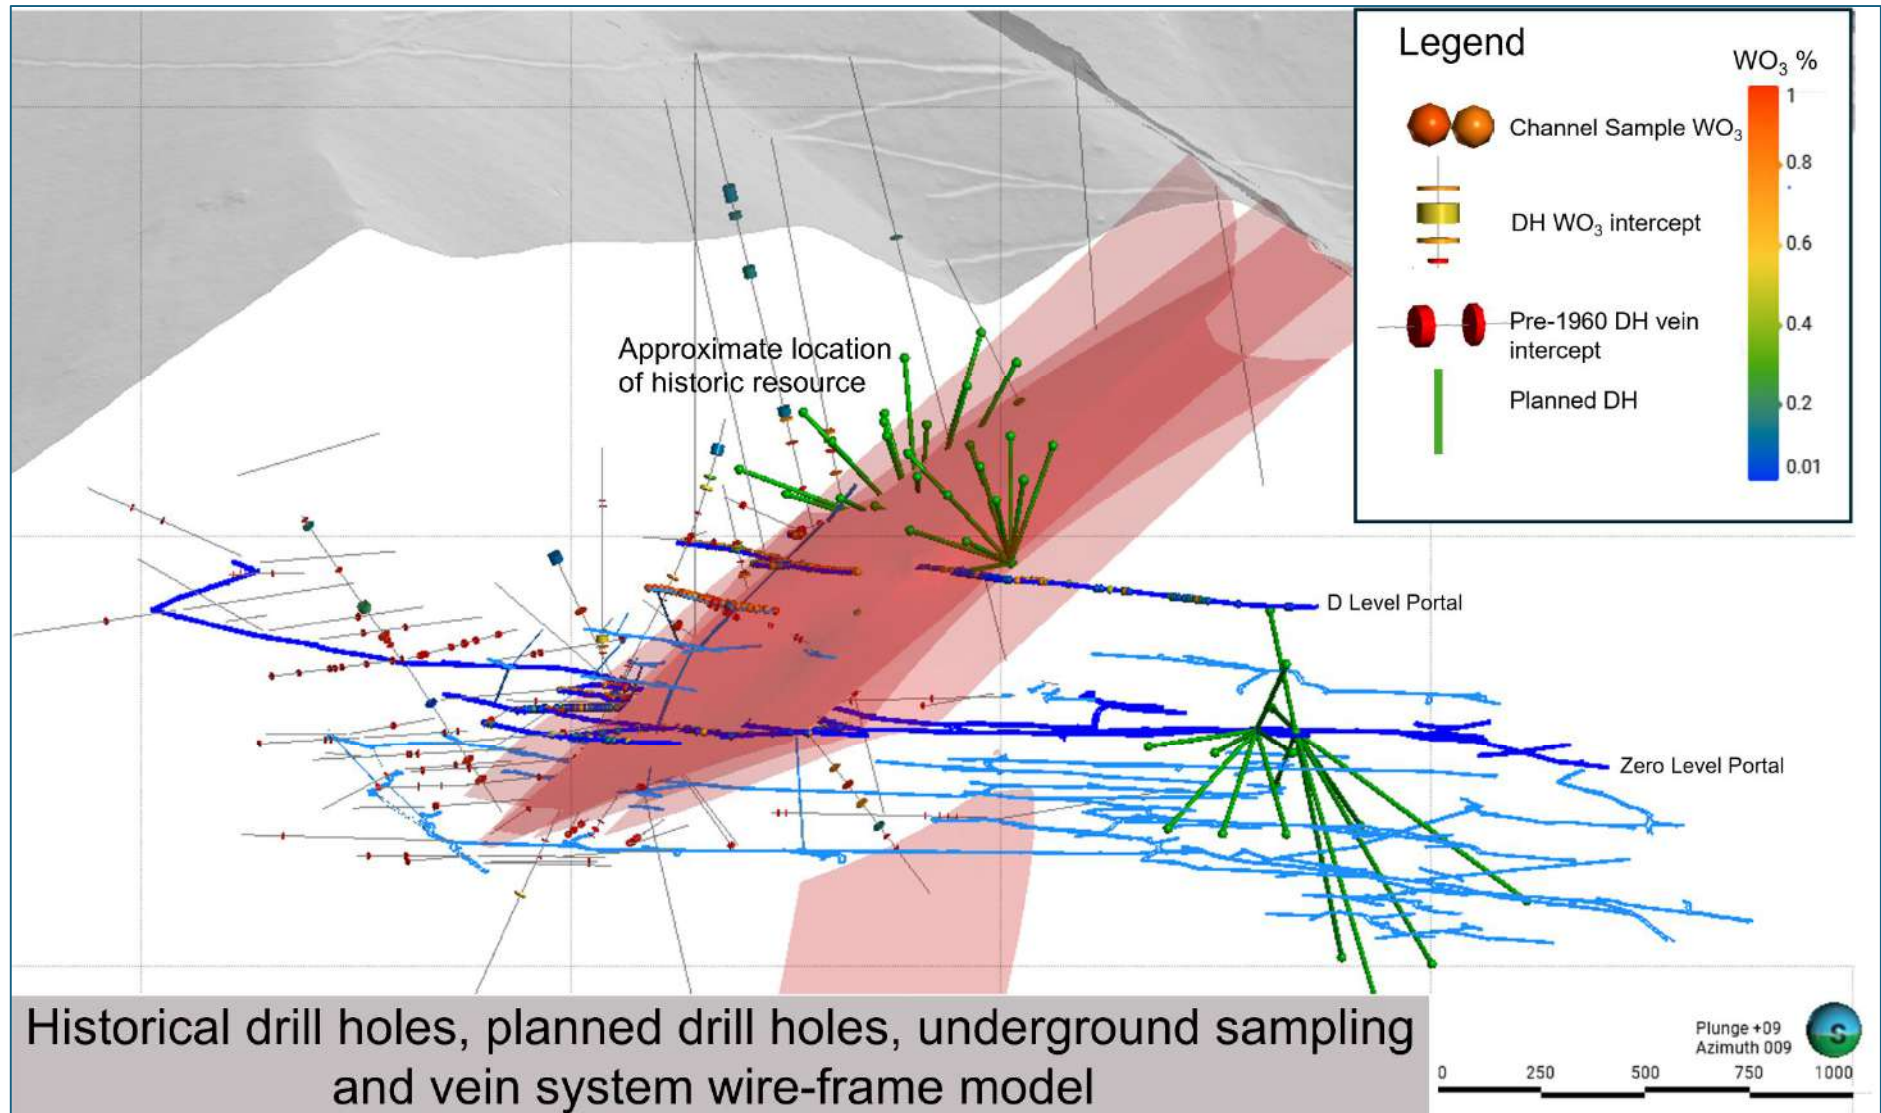 Legend
WO3 %
Channel Sample WO3
DH WO3 intercept
Pre-1960 DH vein
intercept
Planned DH
1
0.8
0.6
0.4
0.2
0.01
Approximate location
of historic resource
D Level Portal
Zero Level Portal
Historical drill holes, planned drill holes, underground sampling
and vein system wire-frame model
Plunge +09
Azimuth 009
S
0 250 500 750 1000